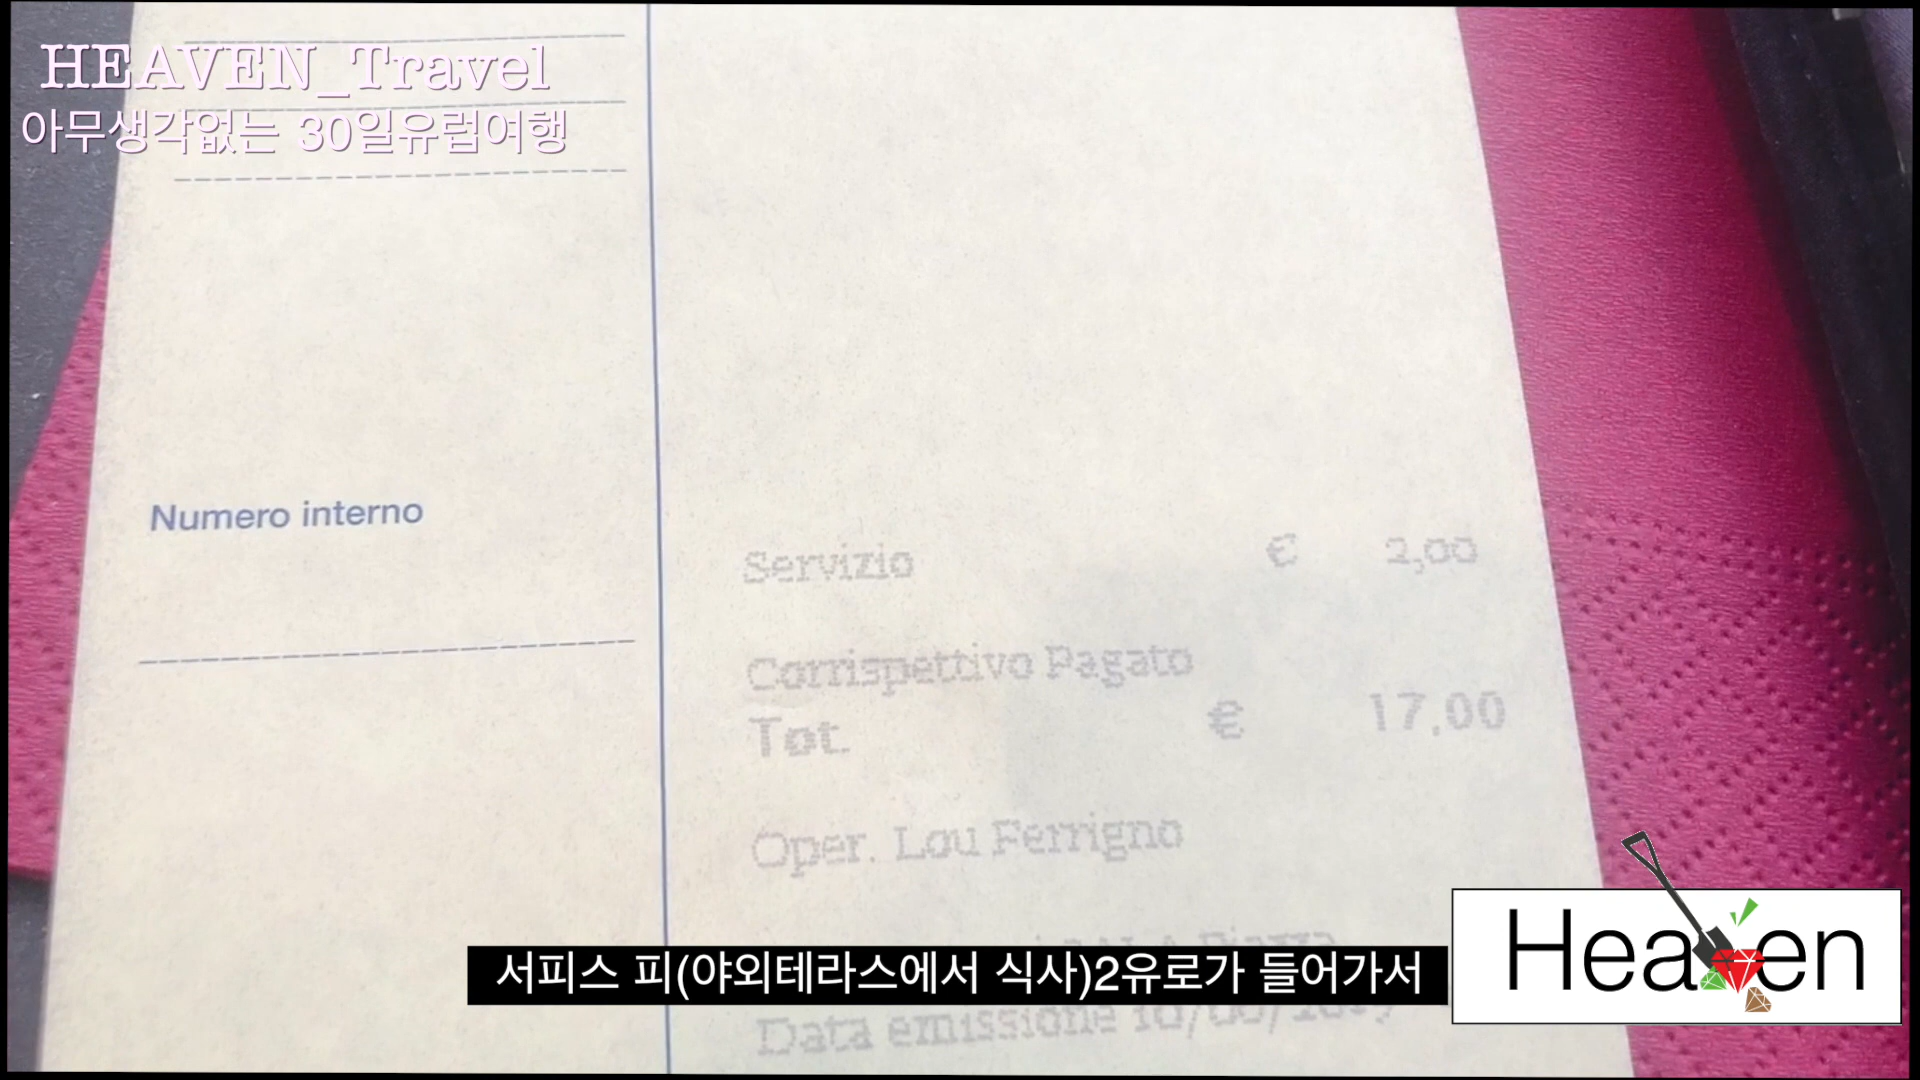 HEAVEN_Travel
아무생각없는 30일유럽여행
Numero interno
Servizio € 2,00
Corrispettivo Pagato
Tot. € 17,00
Oper. Lou Ferrigno
서피스 피(야외테라스에서 식사)2유로가 들어가서
Heaven
Data emissione